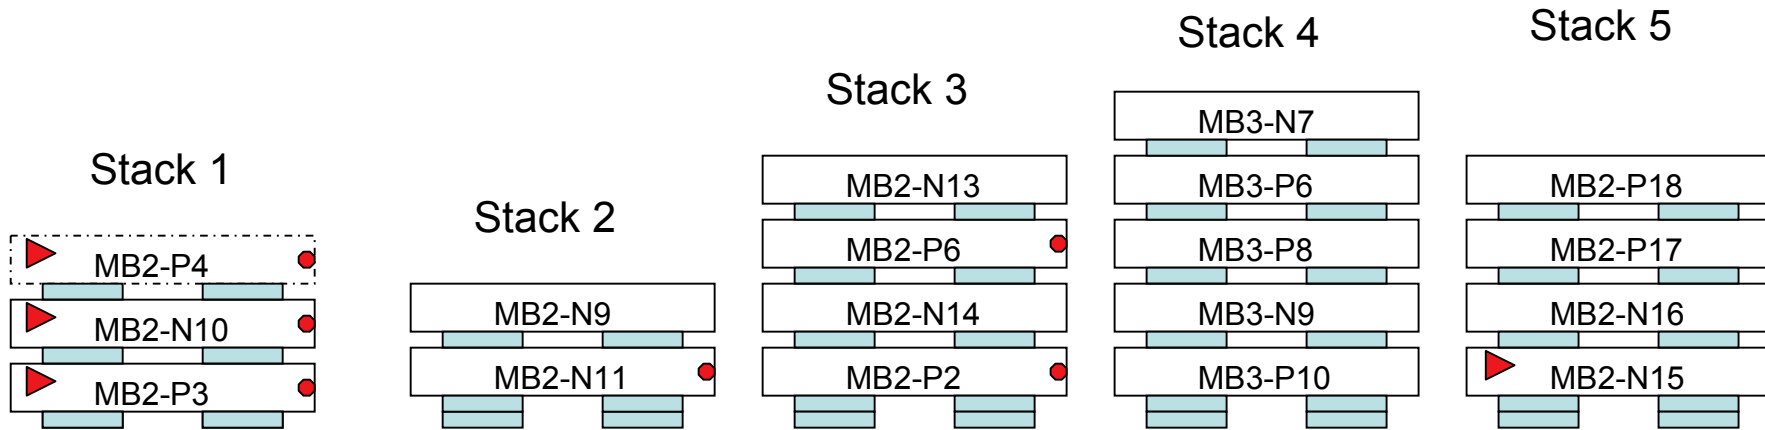 Stack 1
MB2-P4
MB2-N10
MB2-P3
Stack 2
MB2-N9
MB2-N11
Stack 3
MB2-N13
MB2-P6
MB2-N14
MB2-P2
Stack 4
MB3-N7
MB3-P6
MB3-P8
MB3-N9
MB3-P10
Stack 5
MB2-P18
MB2-P17
MB2-N16
MB2-N15